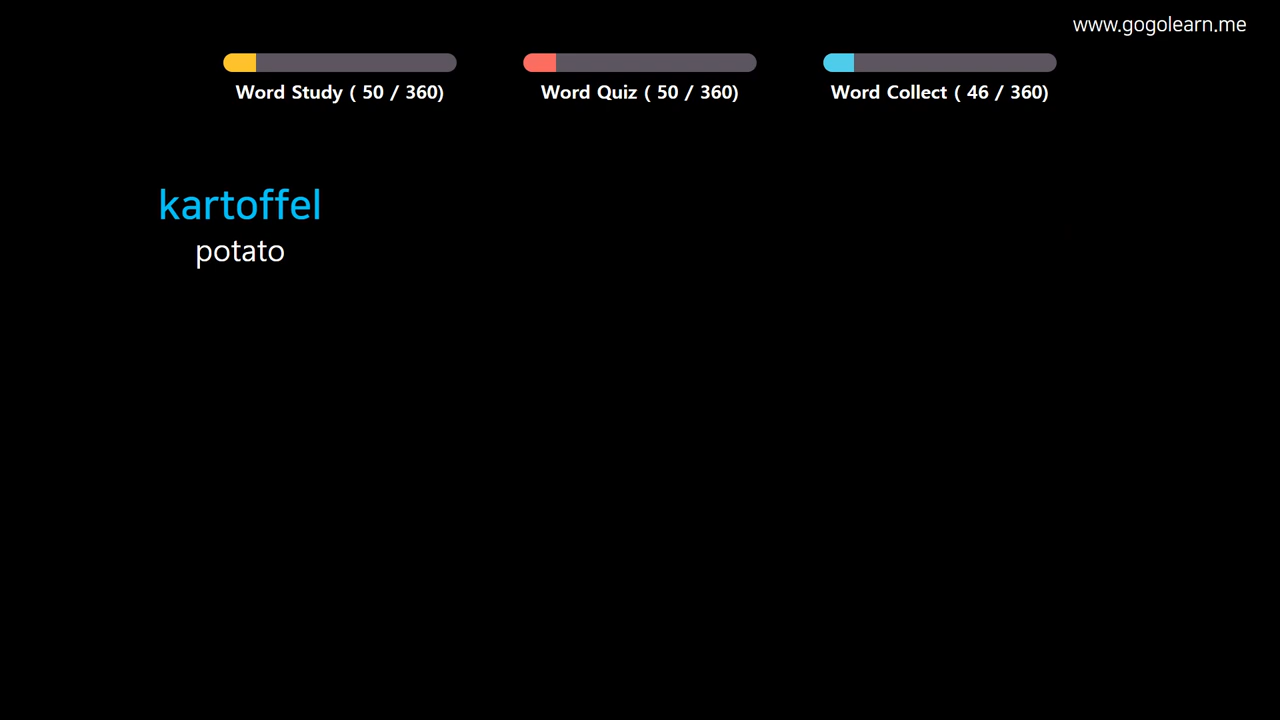 www.gogolearn.me
Word Study ( 50 / 360)
Word Quiz ( 50 / 360)
Word Collect ( 46 / 360)
kartoffel
potato